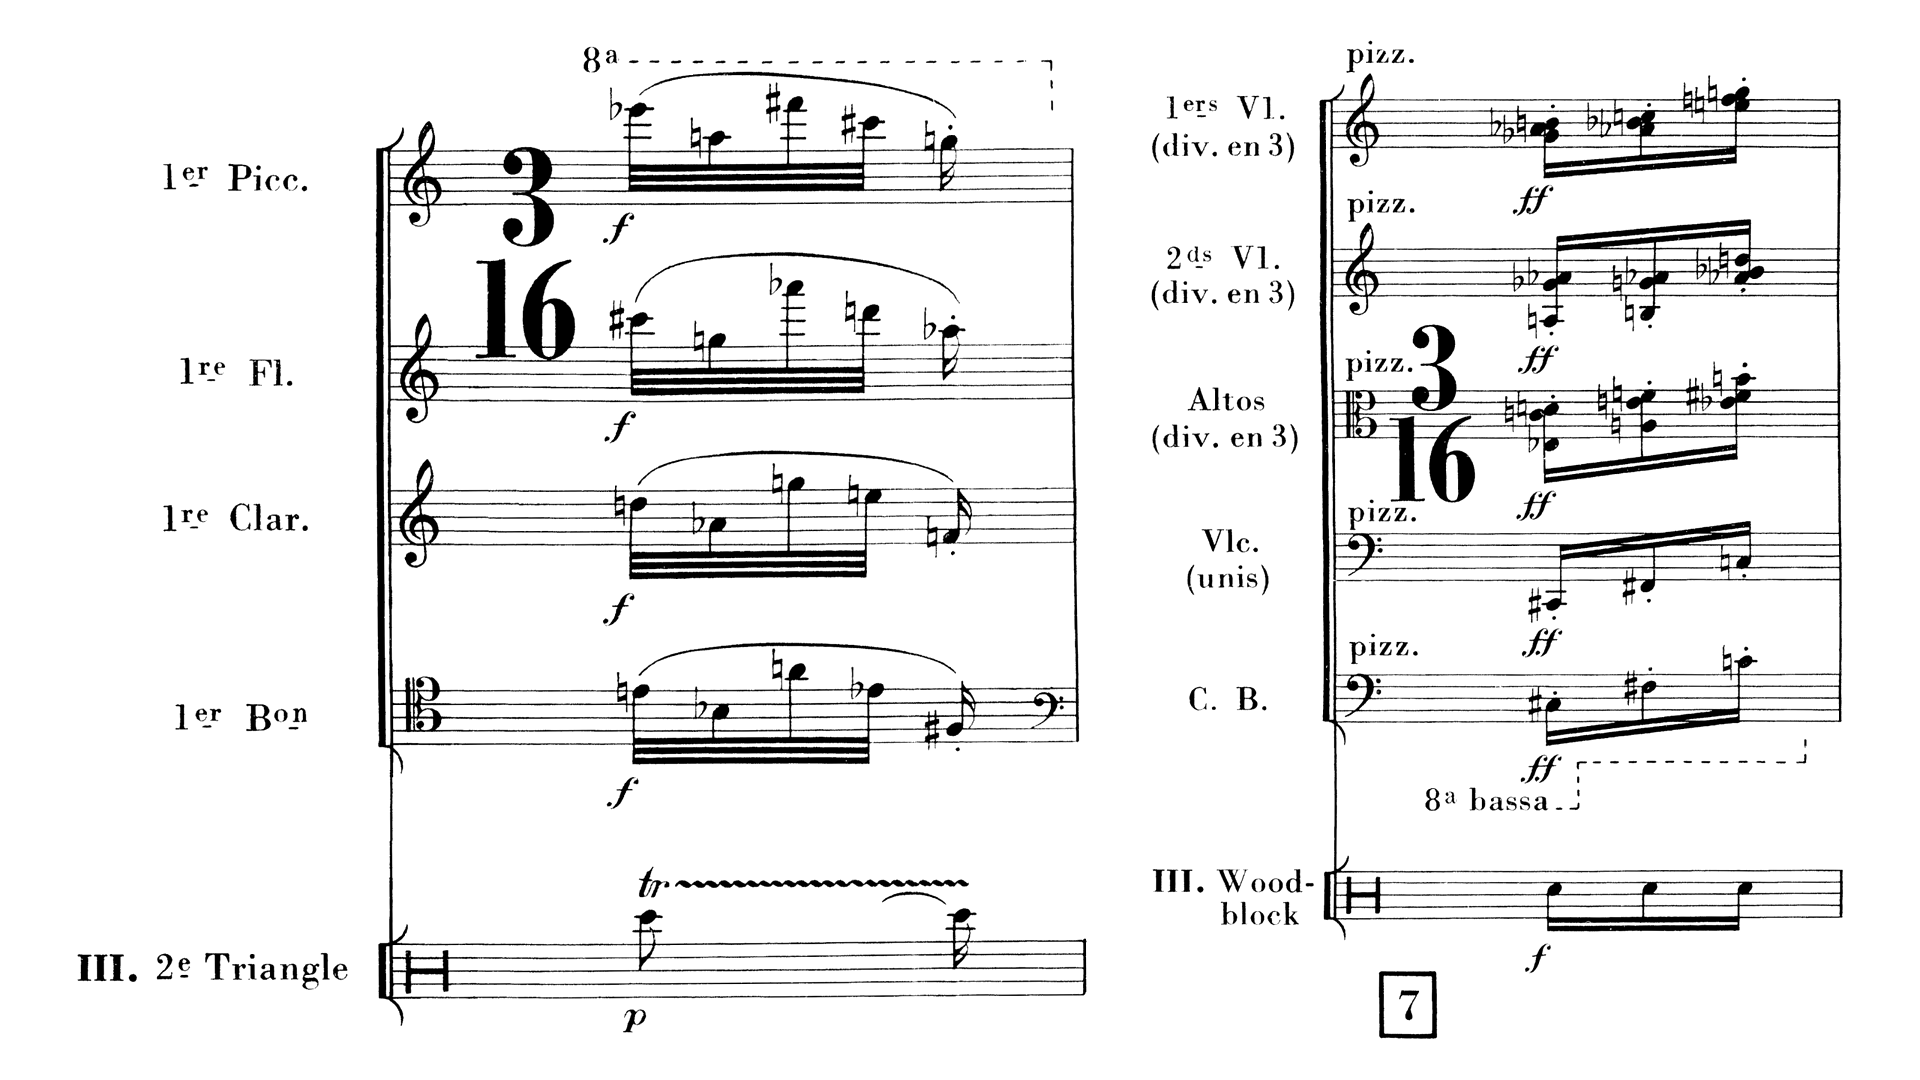 8a
1er Picc.
3
16
f
1re Fl.
f
1re Clar.
f
1er Bon
f
tr
III. 2e Triangle
p
pizz.
1ers Vl.
(div. en 3)
ff
pizz.
2ds Vl.
(div. en 3)
ff
pizz.
3
16
Altos
(div. en 3)
ff
pizz.
Vlc.
(unis)
ff
pizz.
C. B.
ff
8a bassa
III. Wood-
block
f
7